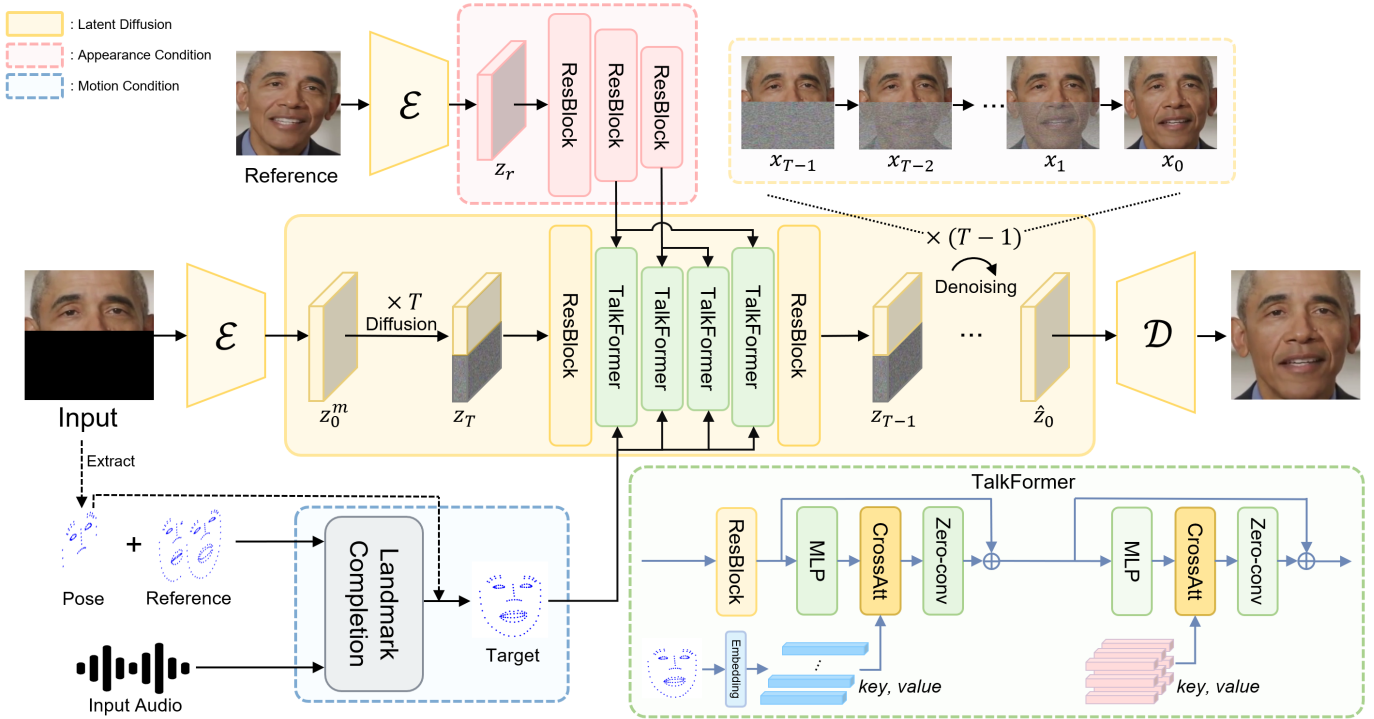 : Latent Diffusion
: Appearance Condition
: Motion Condition
Reference
ℰ
z_r
ResBlock
ResBlock
ResBlock
x_{T−1}
x_{T−2}
...
x_1
x_0
Input
ℰ
z_0^m
× T
Diffusion
z_T
ResBlock
TalkFormer
TalkFormer
TalkFormer
TalkFormer
ResBlock
z_{T−1}
× (T − 1)
Denoising
...
ẑ_0
𝒟
Extract
Pose
+
Reference
Input Audio
Landmark
Completion
Target
TalkFormer
ResBlock
MLP
CrossAtt
Zero-conv
MLP
CrossAtt
Zero-conv
Embedding
...
key, value
key, value